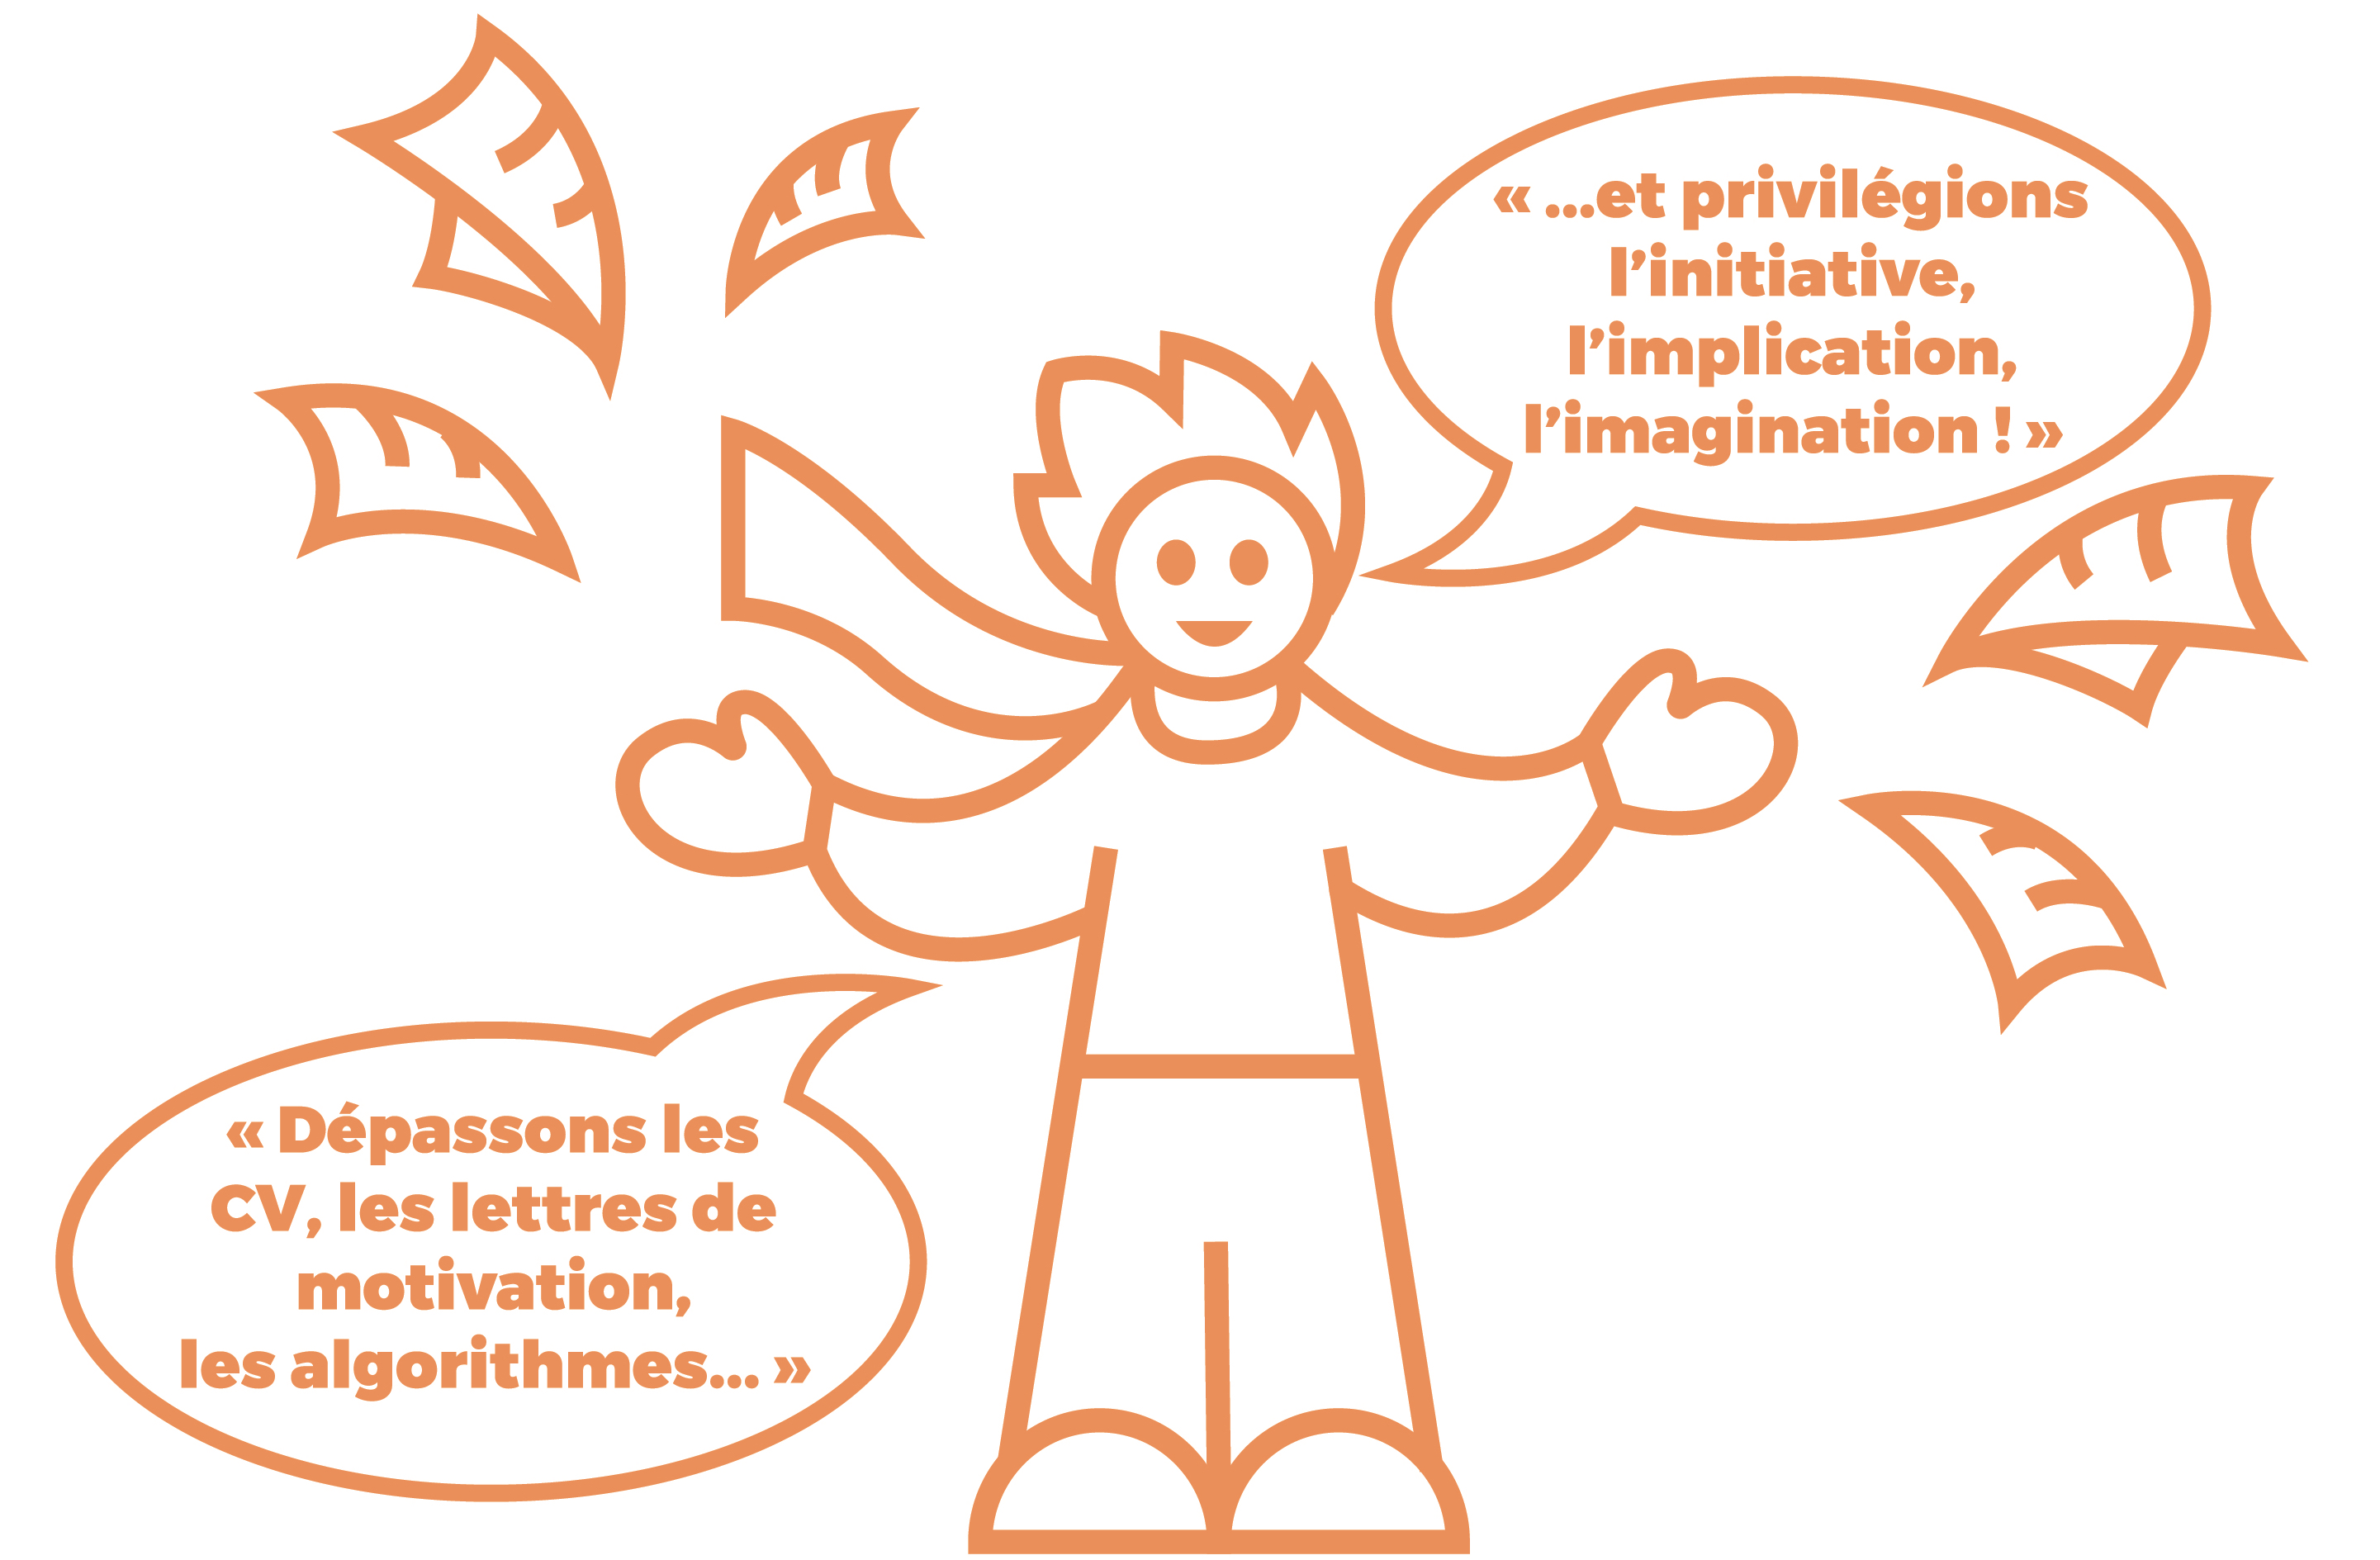 « Dépassons les
CV, les lettres de
motivation,
les algorithmes... »
«...et privilégions
l’initiative,
l’implication,
l’imagination ! »